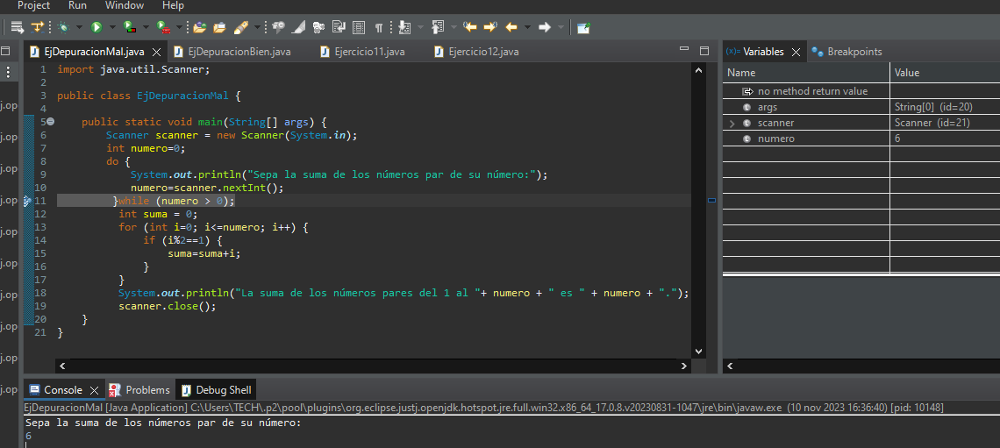 Project Run Window Help
EjDepuracionMal.java EjDepuracionBien.java Ejercicio11.java Ejercicio12.java
1 import java.util.Scanner;
2
3 public class EjDepuracionMal {
4
5 public static void main(String[] args) {
6 Scanner scanner = new Scanner(System.in);
7 int numero=0;
8 do {
9 System.out.println("Sepa la suma de los números par de su número:");
10 numero=scanner.nextInt();
11 }while (numero > 0);
12 int suma = 0;
13 for (int i=0; i<=numero; i++) {
14 if (i%2==1) {
15 suma=suma+i;
16 }
17 }
18 System.out.println("La suma de los números pares del 1 al "+ numero + " es " + numero + ".");
19 scanner.close();
20 }
21 }
j.op
j.op
j.op
j.op
j.op
j.op
j.op
j.op
j.op
j.op
(x)= Variables Breakpoints
Name Value
no method return value
args String[0] (id=20)
scanner Scanner (id=21)
numero 6
Console Problems Debug Shell
EjDepuracionMal [Java Application] C:\Users\TECH\.p2\pool\plugins\org.eclipse.justj.openjdk.hotspot.jre.full.win32.x86_64_17.0.8.v20230831-1047\jre\bin\javaw.exe (10 nov 2023 16:36:40) [pid: 10148]
Sepa la suma de los números par de su número:
6